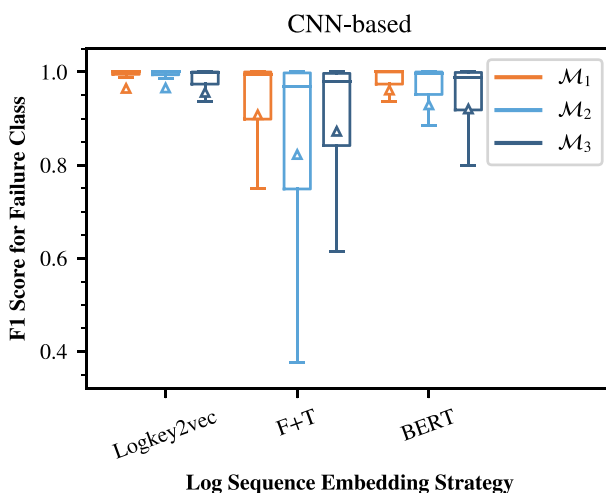 CNN-based
F1 Score for Failure Class
1.0
0.8
0.6
0.4
ℳ₁
ℳ₂
ℳ₃
Logkey2vec
F+T
BERT
Log Sequence Embedding Strategy